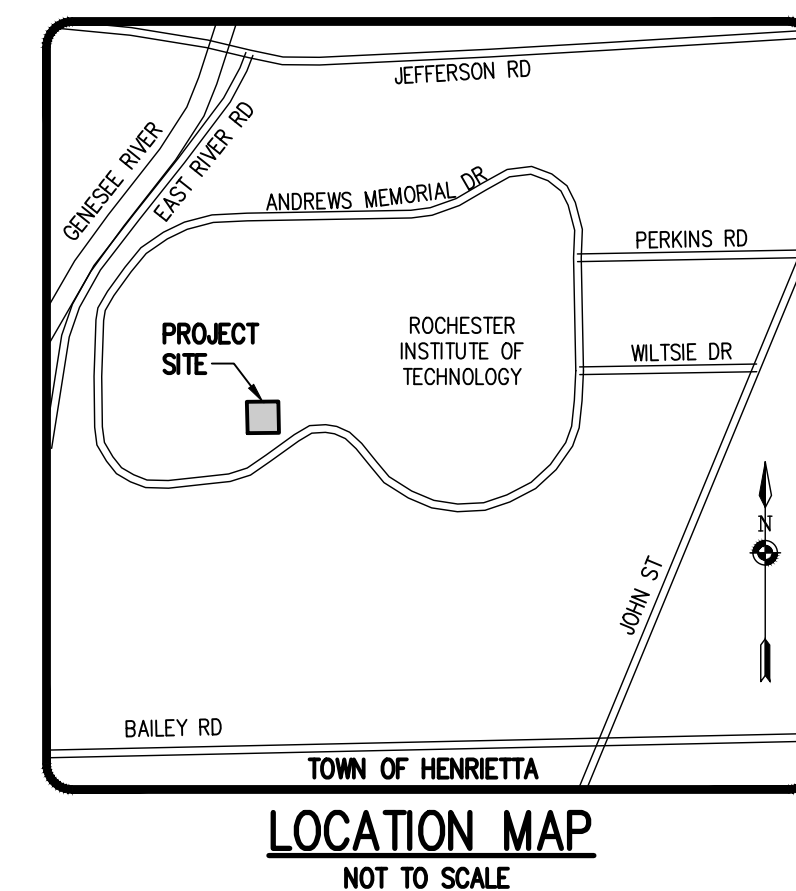 JEFFERSON RD
GENESEE RIVER
EAST RIVER RD
ANDREWS MEMORIAL DR
PERKINS RD
PROJECT
SITE
ROCHESTER
INSTITUTE OF
TECHNOLOGY
WILTSIE DR
N
JOHN ST
BAILEY RD
TOWN OF HENRIETTA
LOCATION MAP
NOT TO SCALE